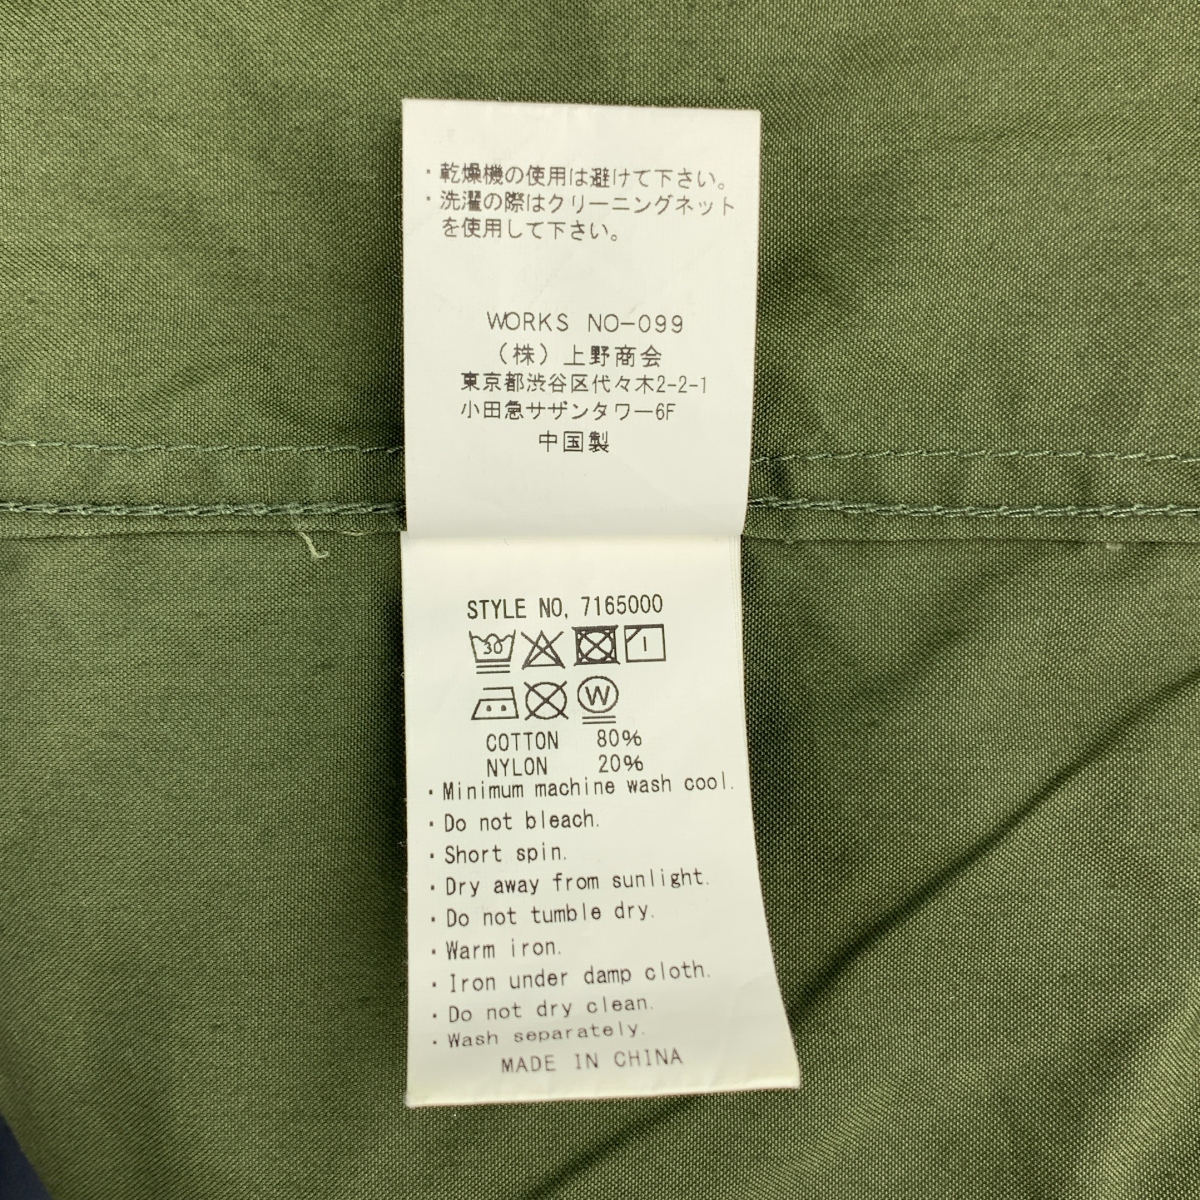 ・乾燥機の使用は避けて下さい。
・洗濯の際はクリーニングネット
を使用して下さい。
WORKS NO-099
(株)上野商会
東京都渋谷区代々木2-2-1
小田急サザンタワー6F
中国製
STYLE NO, 7165000
30
W
COTTON 80%
NYLON 20%
・Minimum machine wash cool.
・Do not bleach.
・Short spin.
・Dry away from sunlight.
・Do not tumble dry.
・Warm iron.
・Iron under damp cloth.
・Do not dry clean.
・Wash separately.
MADE IN CHINA